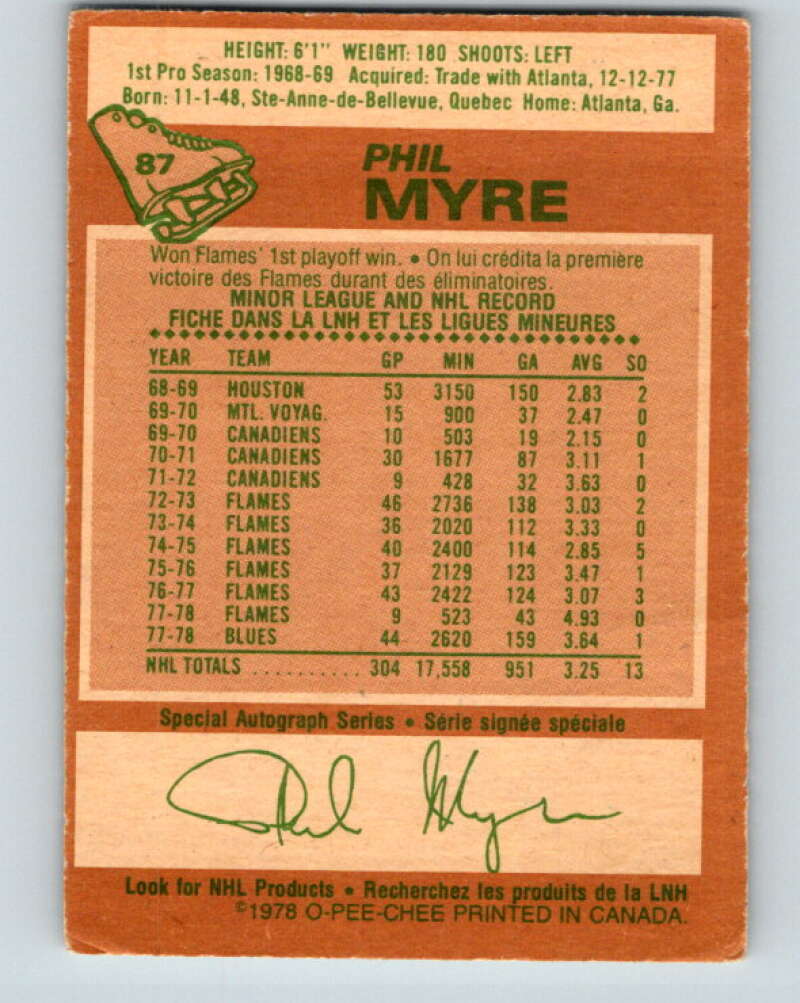 HEIGHT: 6'1" WEIGHT: 180 SHOOTS: LEFT
1st Pro Season: 1968-69 Acquired: Trade with Atlanta, 12-12-77
Born: 11-1-48, Ste-Anne-de-Bellevue, Quebec Home: Atlanta, Ga.
87
PHIL
MYRE
Won Flames' 1st playoff win. • On lui crédita la première
victoire des Flames durant des éliminatoires.
MINOR LEAGUE AND NHL RECORD
FICHE DANS LA LNH ET LES LIGUES MINEURES
YEAR TEAM GP MIN GA AVG SO
68-69 HOUSTON 53 3150 150 2.83 2
69-70 MTL. VOYAG. 15 900 37 2.47 0
69-70 CANADIENS 10 503 19 2.15 0
70-71 CANADIENS 30 1677 87 3.11 1
71-72 CANADIENS 9 428 32 3.63 0
72-73 FLAMES 46 2736 138 3.03 2
73-74 FLAMES 36 2020 112 3.33 0
74-75 FLAMES 40 2400 114 2.85 5
75-76 FLAMES 37 2129 123 3.47 1
76-77 FLAMES 43 2422 124 3.07 3
77-78 FLAMES 9 523 43 4.93 0
77-78 BLUES 44 2620 159 3.64 1
NHL TOTALS .......... 304 17,558 951 3.25 13
Special Autograph Series • Série signée spéciale
Phil Myre
Look for NHL Products • Recherchez les produits de la LNH
©1978 O-PEE-CHEE PRINTED IN CANADA.